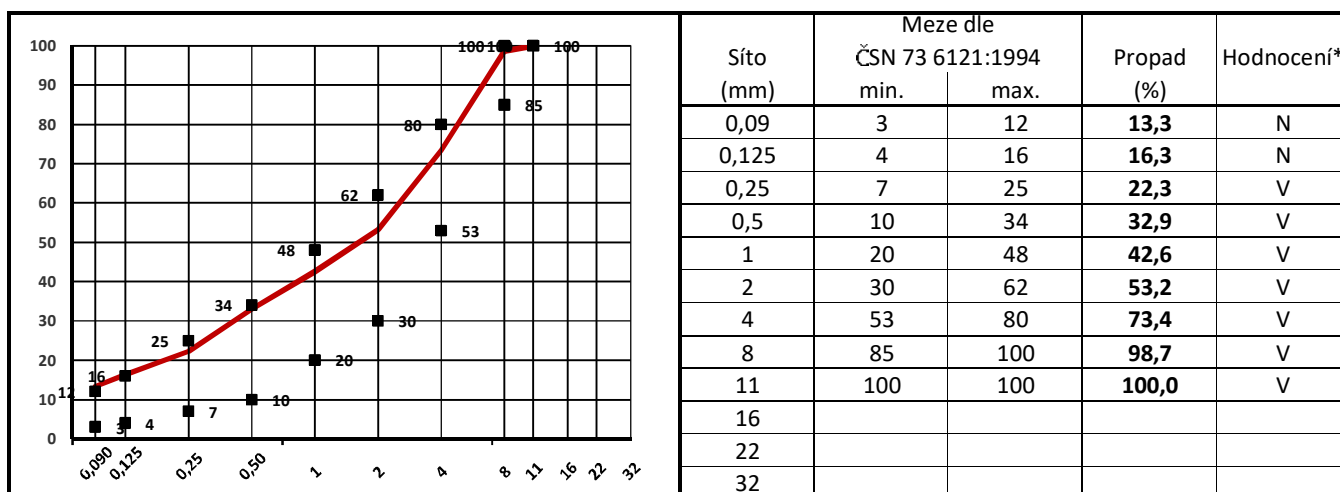 100
90
80
70
60
50
40
30
20
10
0
12
16
25
34
48
62
80
100
100
100
3
4
7
10
20
30
53
85
0,090 0,125 0,25 0,50 1 2 4 8 11 16 22 32
Meze dle
Síto ČSN 73 6121:1994 Propad Hodnocení*
(mm) min. max. (%)
0,09 3 12 13,3 N
0,125 4 16 16,3 N
0,25 7 25 22,3 V
0,5 10 34 32,9 V
1 20 48 42,6 V
2 30 62 53,2 V
4 53 80 73,4 V
8 85 100 98,7 V
11 100 100 100,0 V
16
22
32